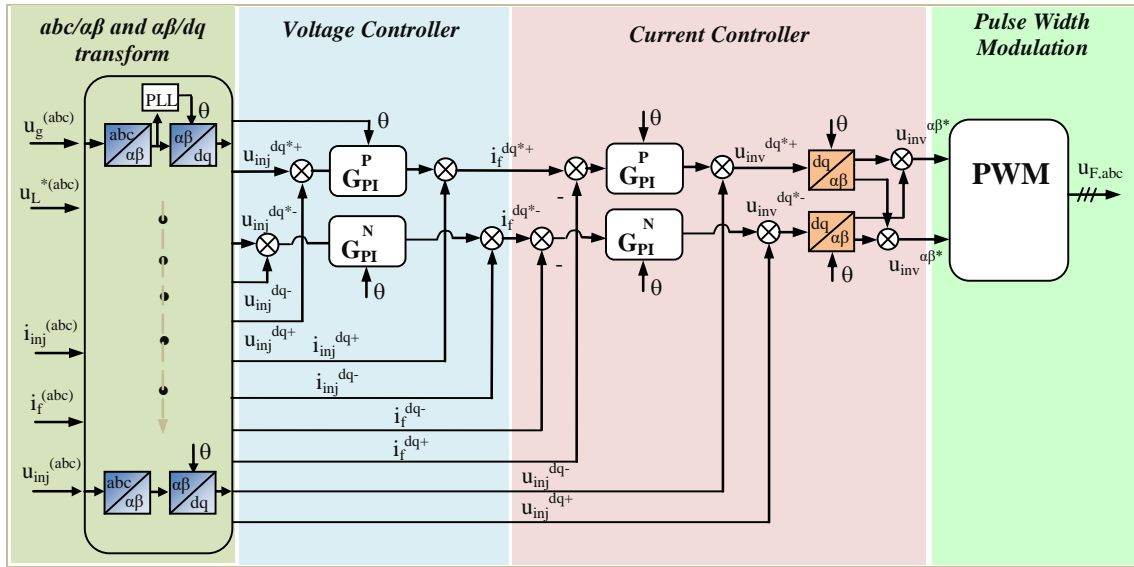 abc/αβ and αβ/dq
transform
Voltage Controller
Current Controller
Pulse Width
Modulation
PLL
θ
u_g^(abc)
abc/αβ
αβ/dq
u_L^*(abc)
i_inj^(abc)
i_f^(abc)
u_inj^(abc)
abc/αβ
αβ/dq
θ
θ
u_inj^dq*+
G_PI^P
u_inj^dq*-
G_PI^N
θ
u_inj^dq-
u_inj^dq+
i_inj^dq+
i_inj^dq-
i_f^dq-
i_f^dq+
u_inj^dq-
u_inj^dq+
i_f^dq*+
i_f^dq*-
-
-
θ
G_PI^P
G_PI^N
θ
u_inv^dq*+
u_inv^dq*-
θ
dq/αβ
dq/αβ
θ
u_inv^αβ*
u_inv^αβ*
PWM
u_F,abc